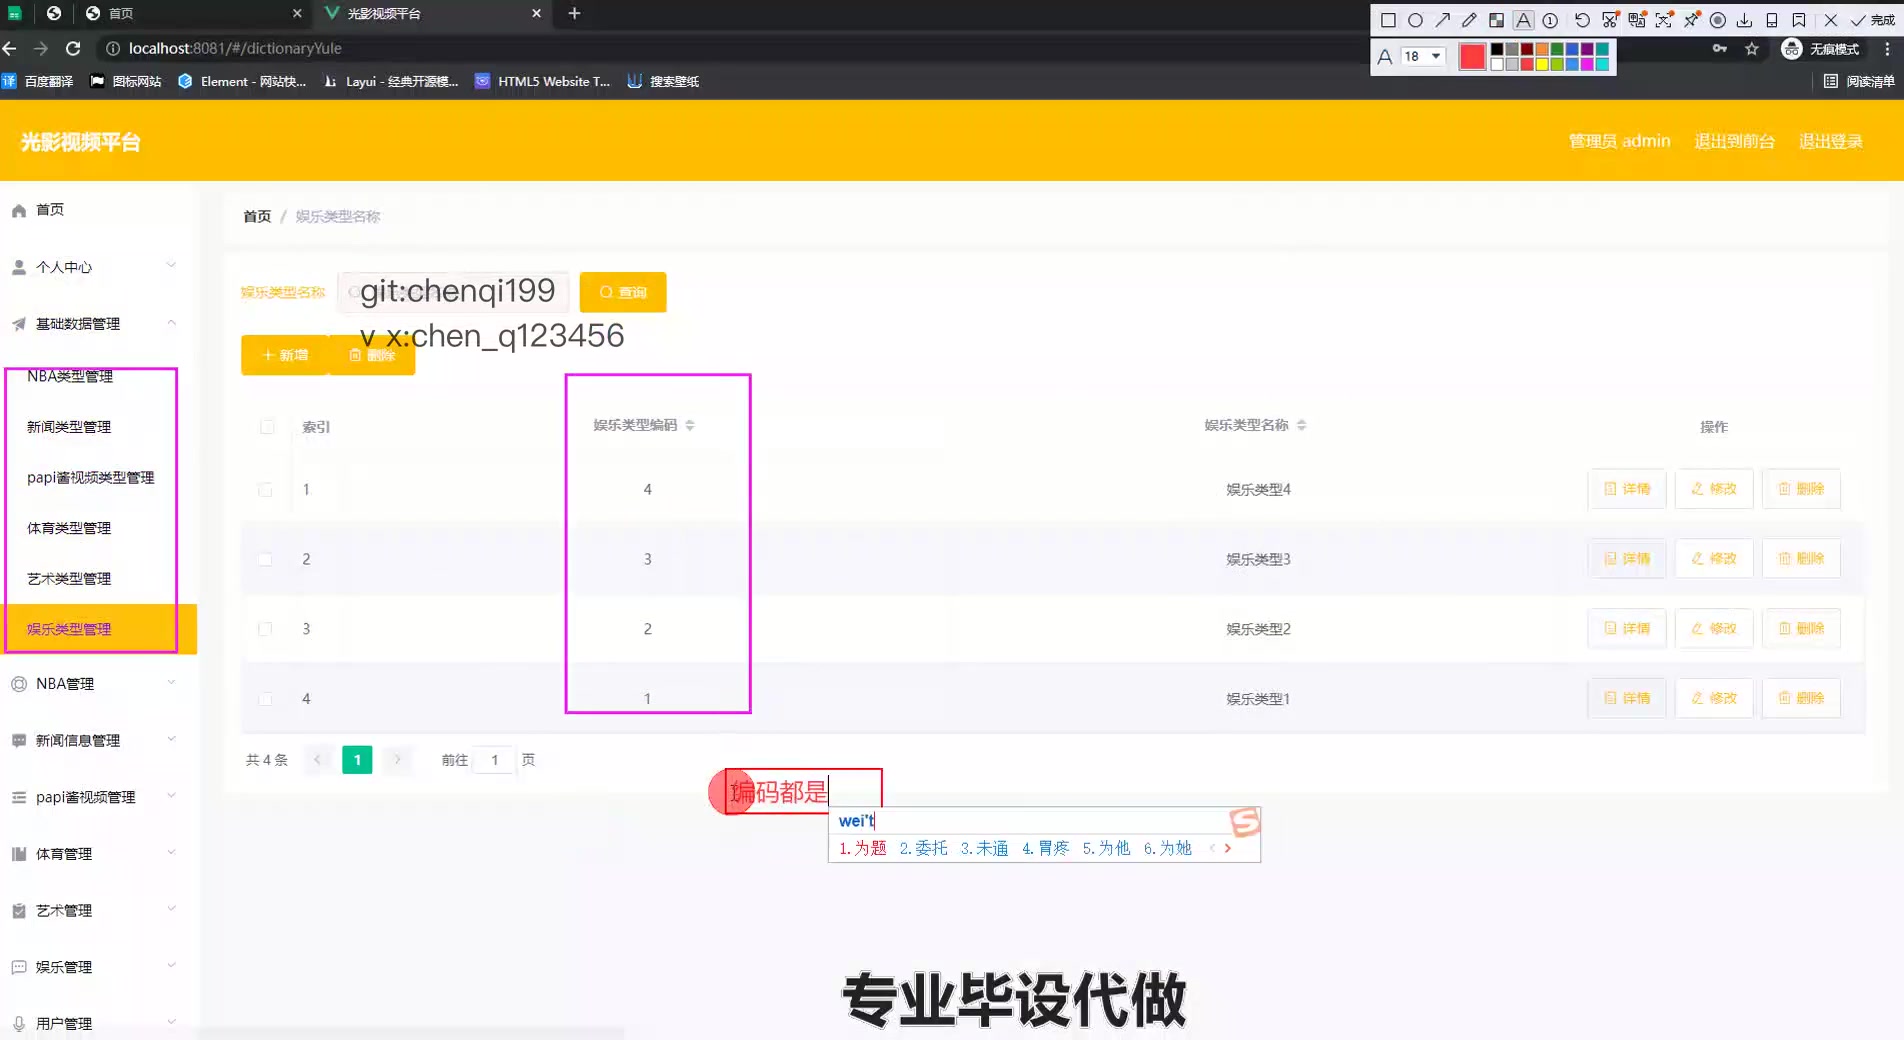 首页
光影视频平台
完成
localhost:8081/#/dictionaryYule
A 18
无痕模式
译 百度翻译
图标网站
Element - 网站快...
Layui - 经典开源模...
HTML5 Website T...
搜索壁纸
阅读清单
光影视频平台
管理员 admin
退出到前台
退出登录
首页
个人中心
基础数据管理
NBA类型管理
新闻类型管理
papi酱视频类型管理
体育类型管理
艺术类型管理
娱乐类型管理
NBA管理
新闻信息管理
papi酱视频管理
体育管理
艺术管理
娱乐管理
用户管理
首页 / 娱乐类型名称
娱乐类型名称
git:chenqi199
查询
v x:chen_q123456
新增
删除
索引 娱乐类型编码 娱乐类型名称 操作
1 4 娱乐类型4 详情 修改 删除
2 3 娱乐类型3 详情 修改 删除
3 2 娱乐类型2 详情 修改 删除
4 1 娱乐类型1 详情 修改 删除
共 4 条 1 前往 1 页
编码都是
wei't
1.为题 2.委托 3.未通 4.胃疼 5.为他 6.为她
专业毕设代做